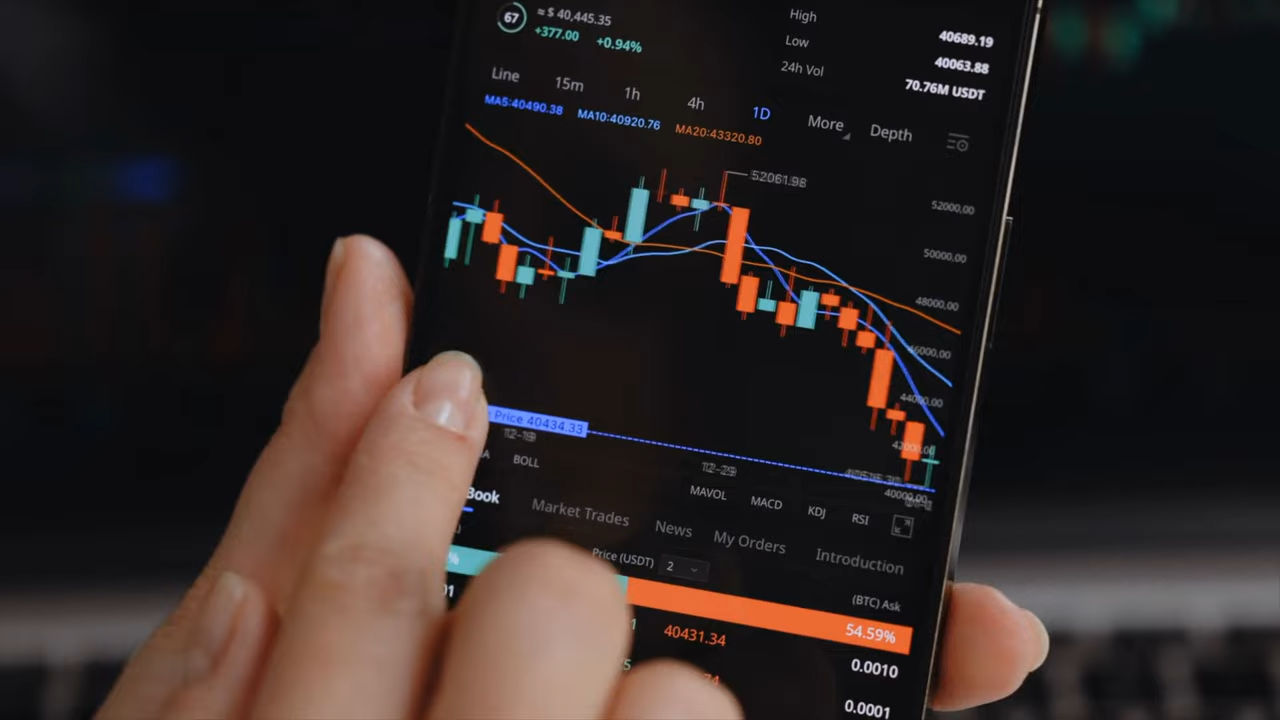 67 ≈ $ 40,445.35
+377.00 +0.94%
High 40689.19
Low 40063.88
24h Vol 70.76M USDT
Line 15m 1h 4h 1D More Depth
MA5:40490.38 MA10:40920.76 MA20:43320.80
52061.98
52000.00
50000.00
48000.00
46000.00
44000.00
42000.00
40000.00
Price 40434.33
12-19 12-29
BOLL MAVOL MACD KDJ RSI
Book Market Trades News My Orders Introduction
Price (USDT) 2
(BTC) Ask
% 54.59%
40431.34 0.0010
0.0001